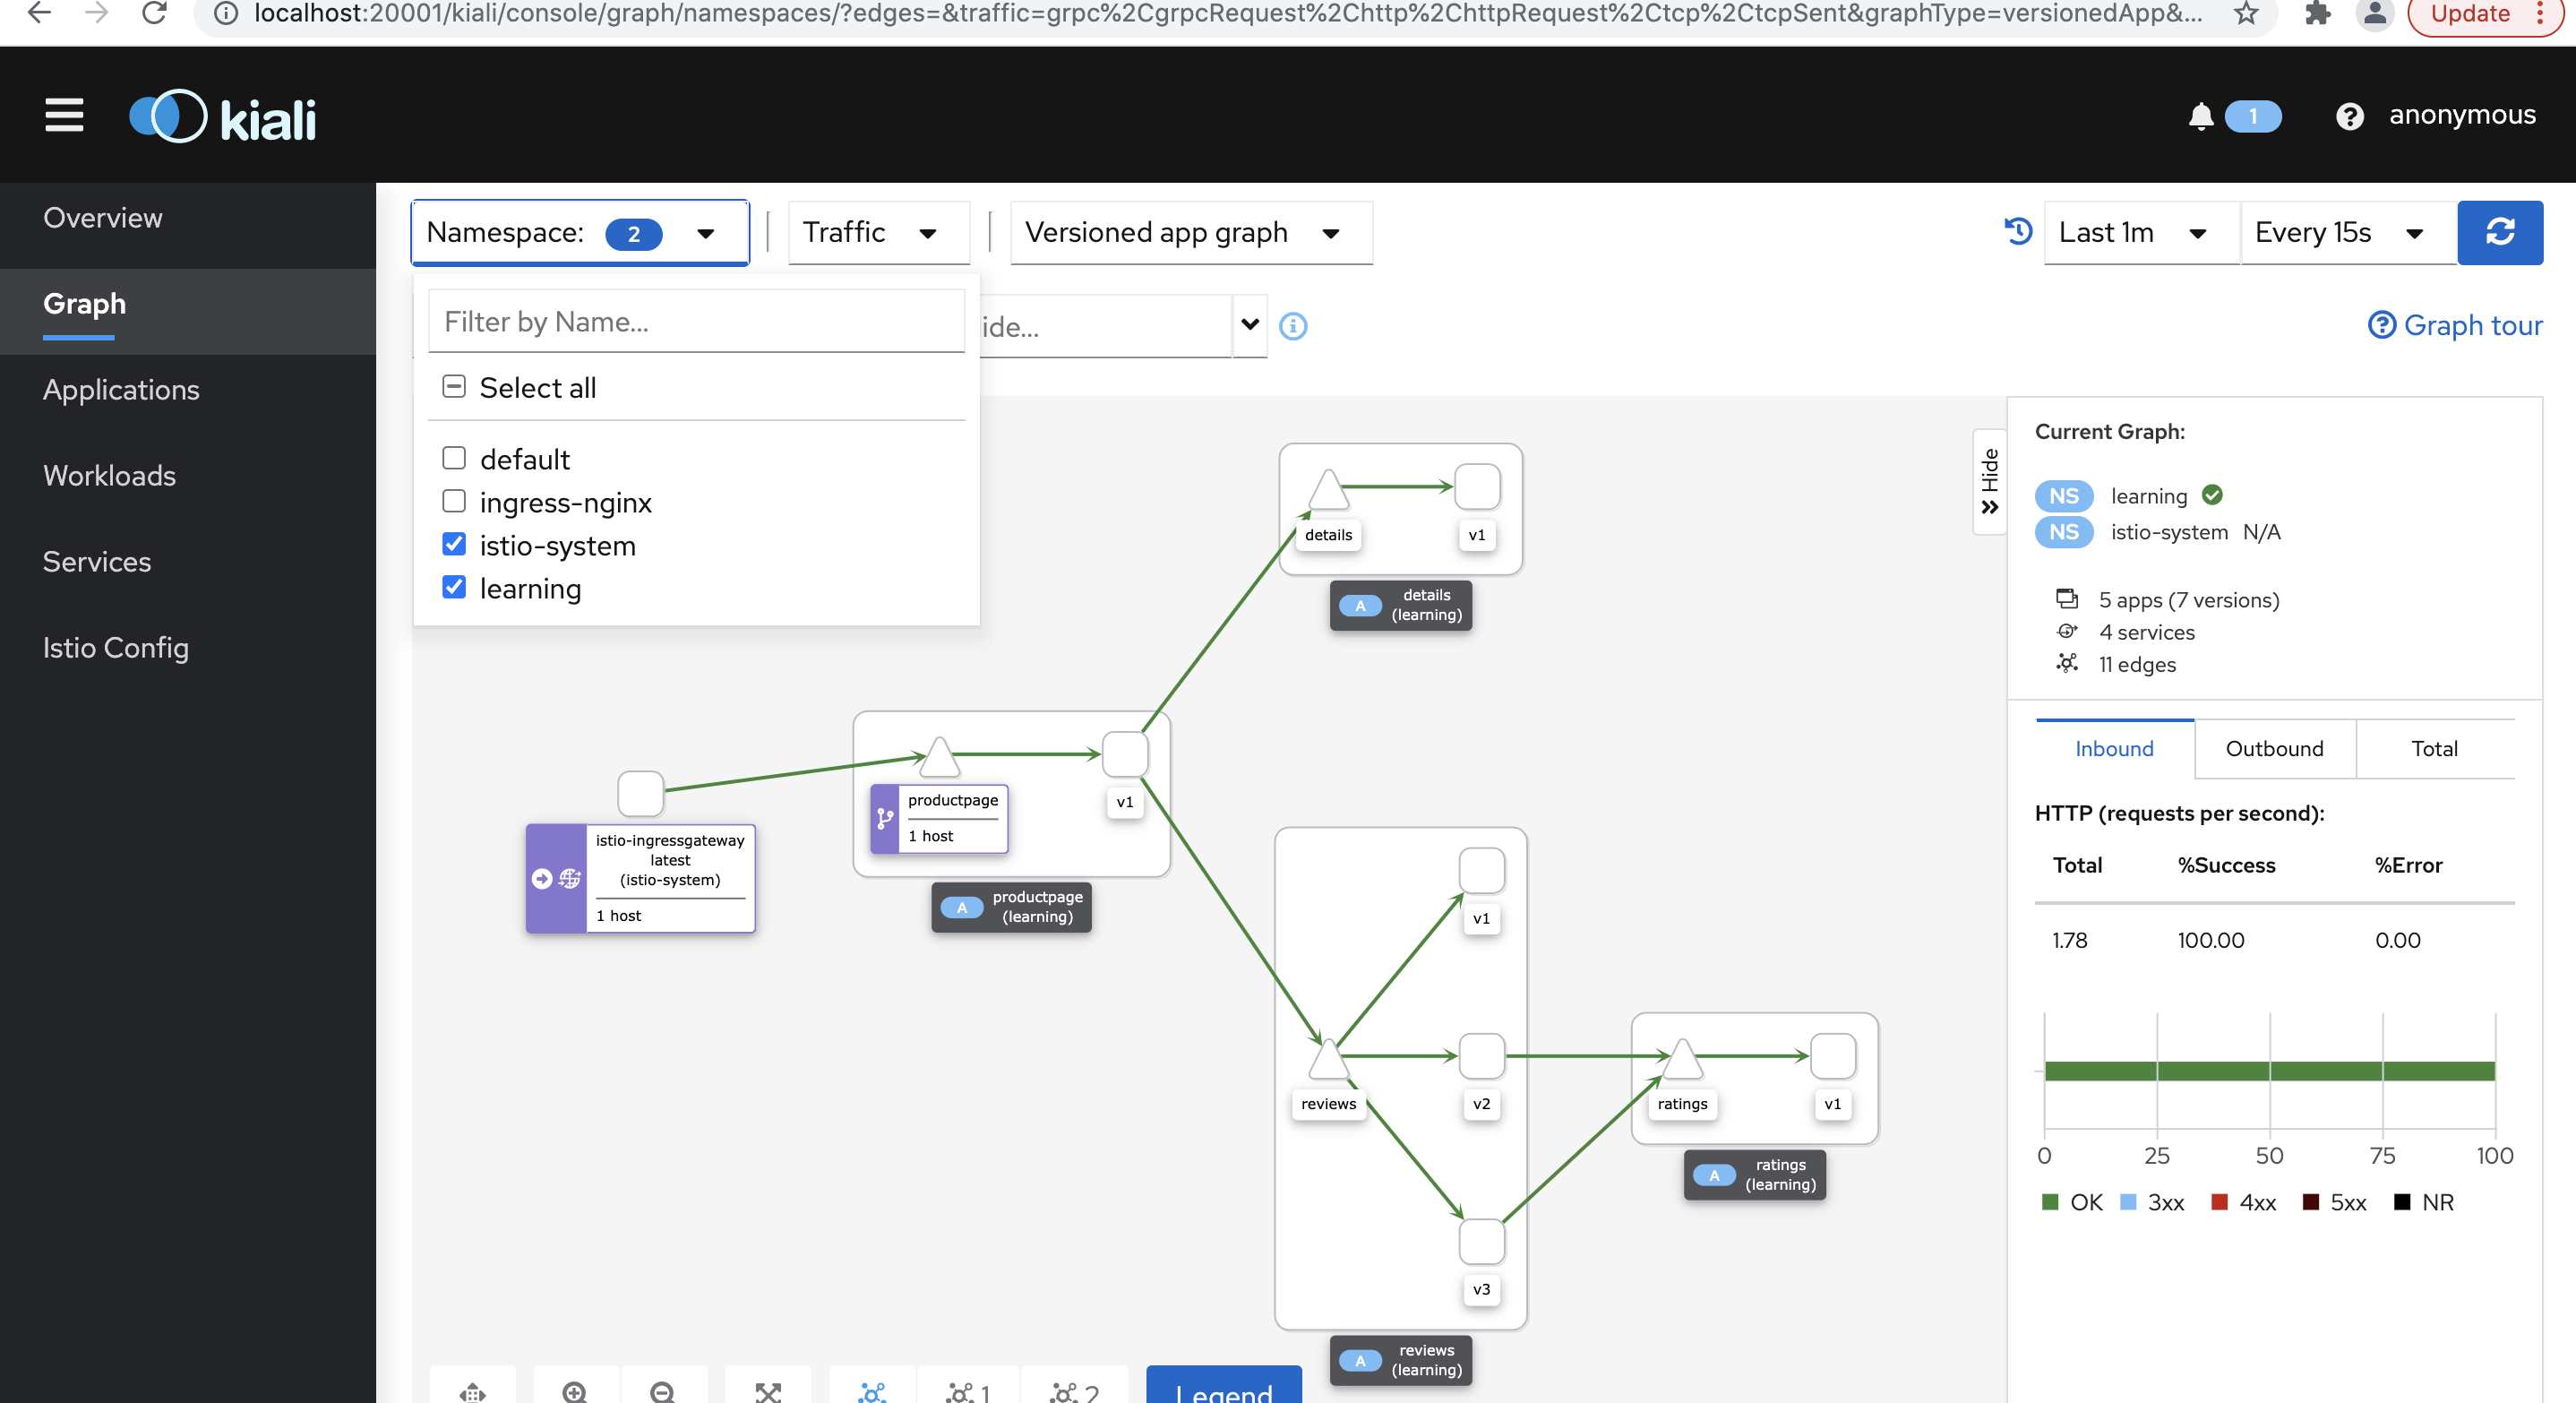 localhost:20001/kiali/console/graph/namespaces/?edges=&traffic=grpc%2CgrpcRequest%2Chttp%2ChttpRequest%2Ctcp%2CtcpSent&graphType=versionedApp&...
Update
kiali
1
anonymous
Overview
Graph
Applications
Workloads
Services
Istio Config
Namespace: 2
Traffic
Versioned app graph
Last 1m
Every 15s
Filter by Name...
ide...
Graph tour
Select all
default
ingress-nginx
istio-system
learning
details
v1
A details
(learning)
productpage
1 host
v1
A productpage
(learning)
istio-ingressgateway
latest
(istio-system)
1 host
v1
reviews
v2
v3
A reviews
(learning)
ratings
v1
A ratings
(learning)
1
2
Legend
Hide
Current Graph:
NS learning
NS istio-system N/A
5 apps (7 versions)
4 services
11 edges
Inbound
Outbound
Total
HTTP (requests per second):
Total %Success %Error
1.78 100.00 0.00
0 25 50 75 100
OK 3xx 4xx 5xx NR